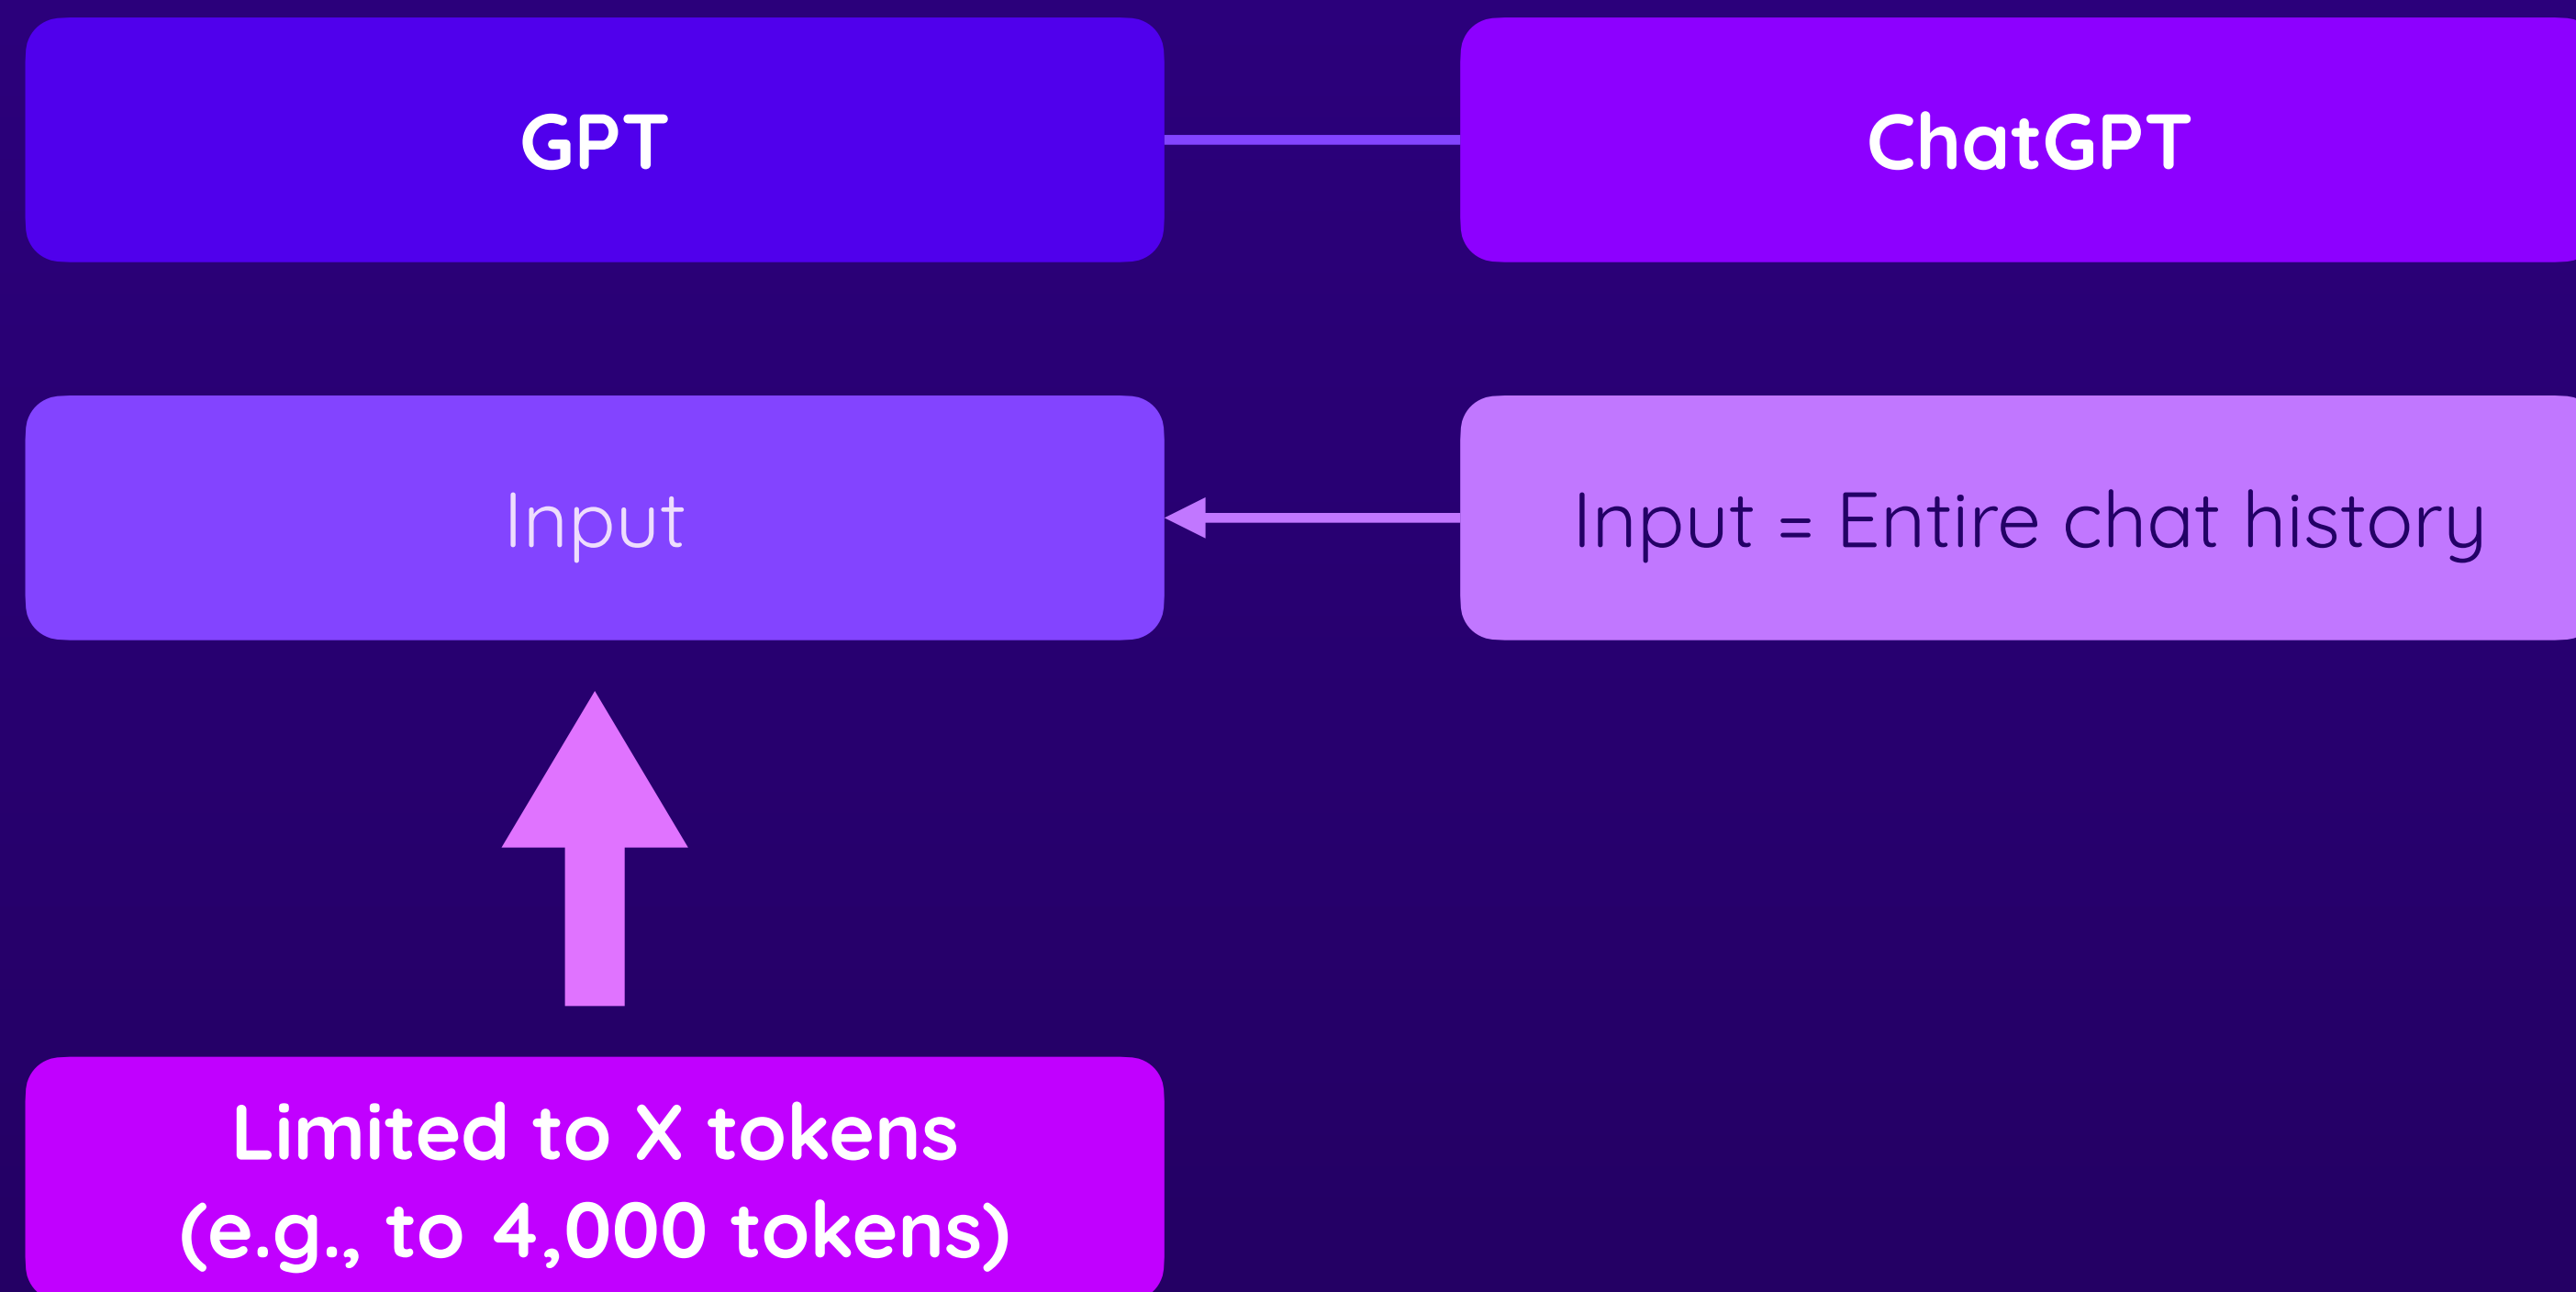 GPT
ChatGPT
Input
Input = Entire chat history
Limited to X tokens
(e.g., to 4,000 tokens)